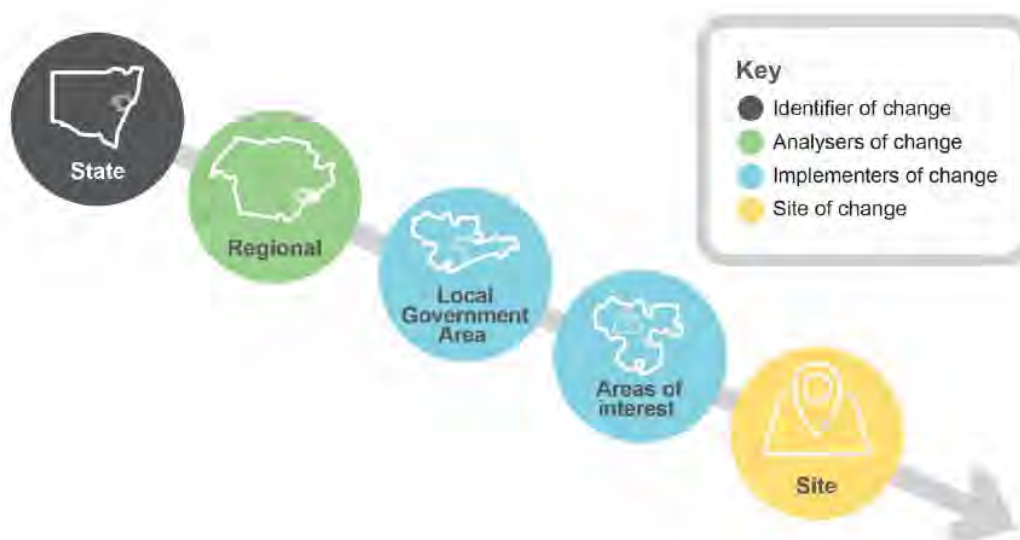 Key
Identifier of change
Analysers of change
Implementers of change
Site of change
State
Regional
Local
Government
Area
Areas of
interest
Site